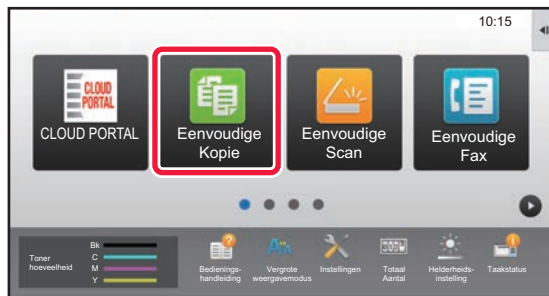 10:15
CLOUD
PORTAL
CLOUD PORTAL
Eenvoudige
Kopie
Eenvoudige
Scan
Eenvoudige
Fax
Toner
hoeveelheid
Bk
C
M
Y
Bedienings-
handleiding
Vergrote
weergavemodus
Instellingen
Totaal
Aantal
Helderheids-
instelling
Taakstatus